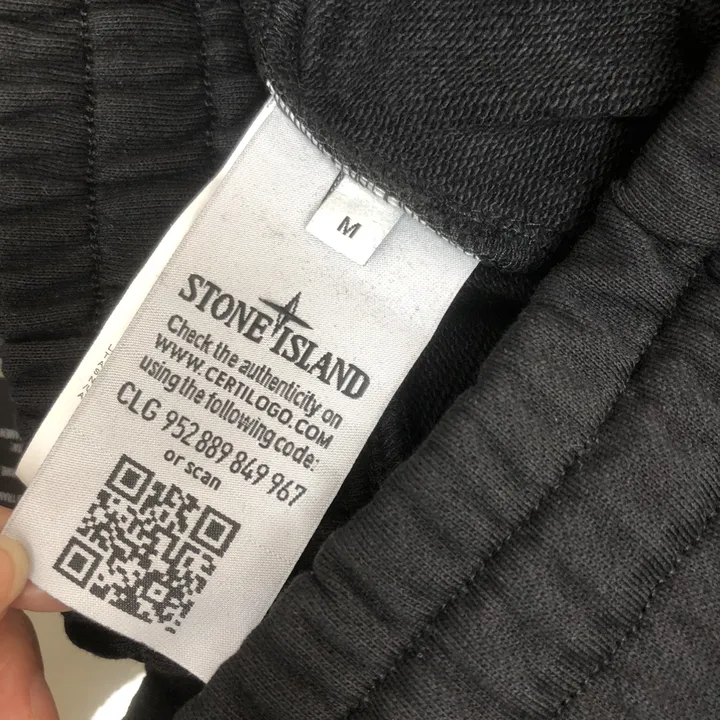 M
STONE ISLAND
Check the authenticity on
WWW.CERTILOGO.COM
using the following code:
CLG 952 889 849 967
or scan